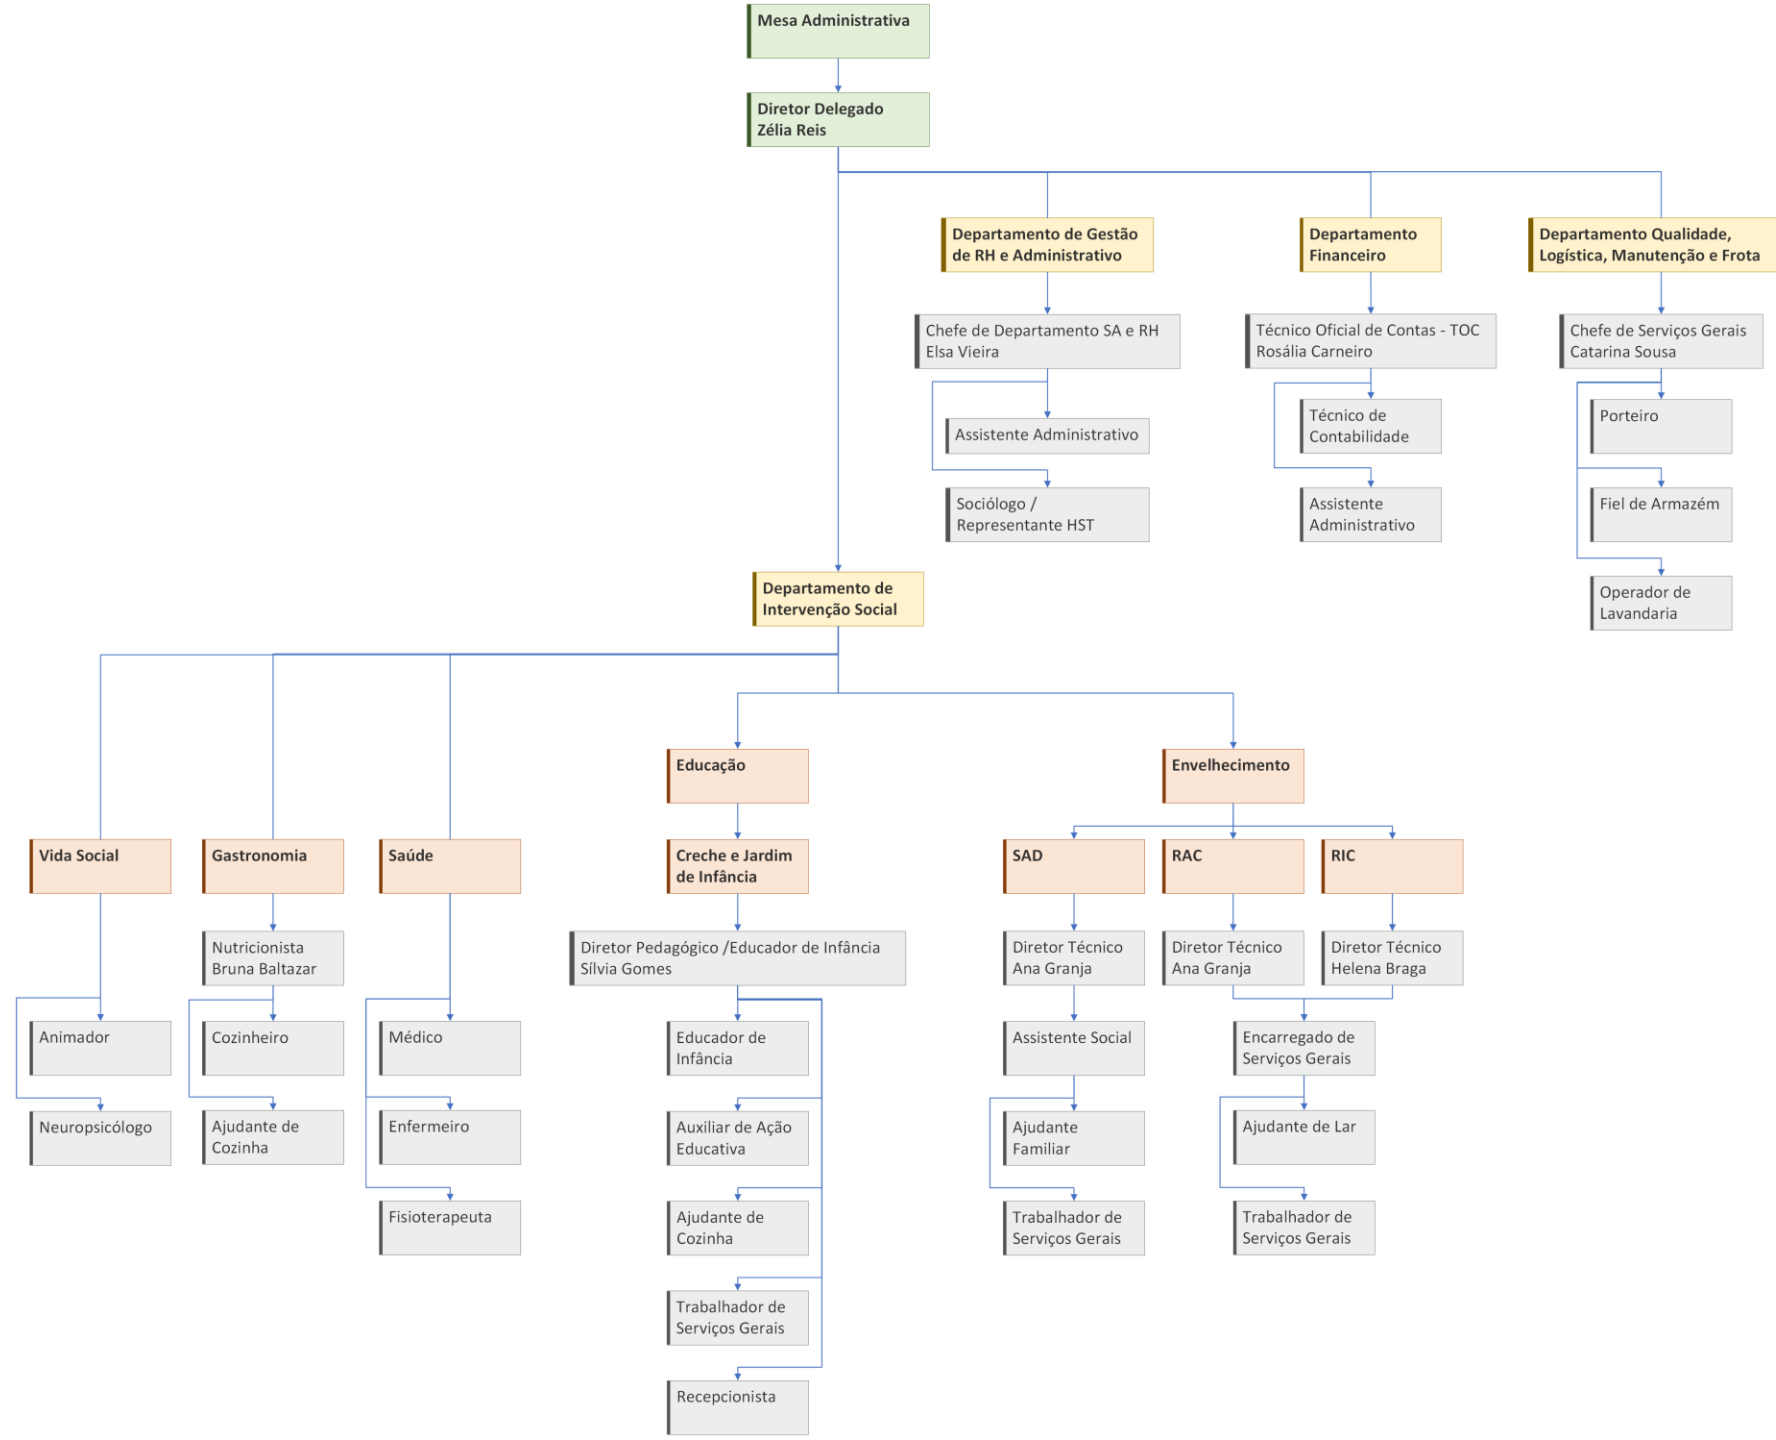 Mesa Administrativa
Diretor Delegado
Zélia Reis
Departamento de Gestão
de RH e Administrativo
Departamento
Financeiro
Departamento Qualidade,
Logística, Manutenção e Frota
Chefe de Departamento SA e RH
Elsa Vieira
Técnico Oficial de Contas - TOC
Rosália Carneiro
Chefe de Serviços Gerais
Catarina Sousa
Assistente Administrativo
Técnico de
Contabilidade
Porteiro
Sociólogo /
Representante HST
Assistente
Administrativo
Fiel de Armazém
Operador de
Lavandaria
Departamento de
Intervenção Social
Educação
Envelhecimento
Vida Social
Gastronomia
Saúde
Creche e Jardim
de Infância
SAD
RAC
RIC
Nutricionista
Bruna Baltazar
Diretor Pedagógico /Educador de Infância
Sílvia Gomes
Diretor Técnico
Ana Granja
Diretor Técnico
Ana Granja
Diretor Técnico
Helena Braga
Animador
Cozinheiro
Médico
Educador de
Infância
Assistente Social
Encarregado de
Serviços Gerais
Neuropsicólogo
Ajudante de
Cozinha
Enfermeiro
Auxiliar de Ação
Educativa
Ajudante
Familiar
Ajudante de Lar
Fisioterapeuta
Ajudante de
Cozinha
Trabalhador de
Serviços Gerais
Trabalhador de
Serviços Gerais
Trabalhador de
Serviços Gerais
Recepcionista